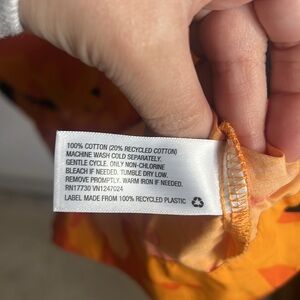 100% COTTON (20% RECYCLED COTTON)
MACHINE WASH COLD SEPARATELY.
GENTLE CYCLE. ONLY NON-CHLORINE
BLEACH IF NEEDED. TUMBLE DRY LOW.
REMOVE PROMPTLY. WARM IRON IF NEEDED.
RN17730 VN1247024
LABEL MADE FROM 100% RECYCLED PLASTIC